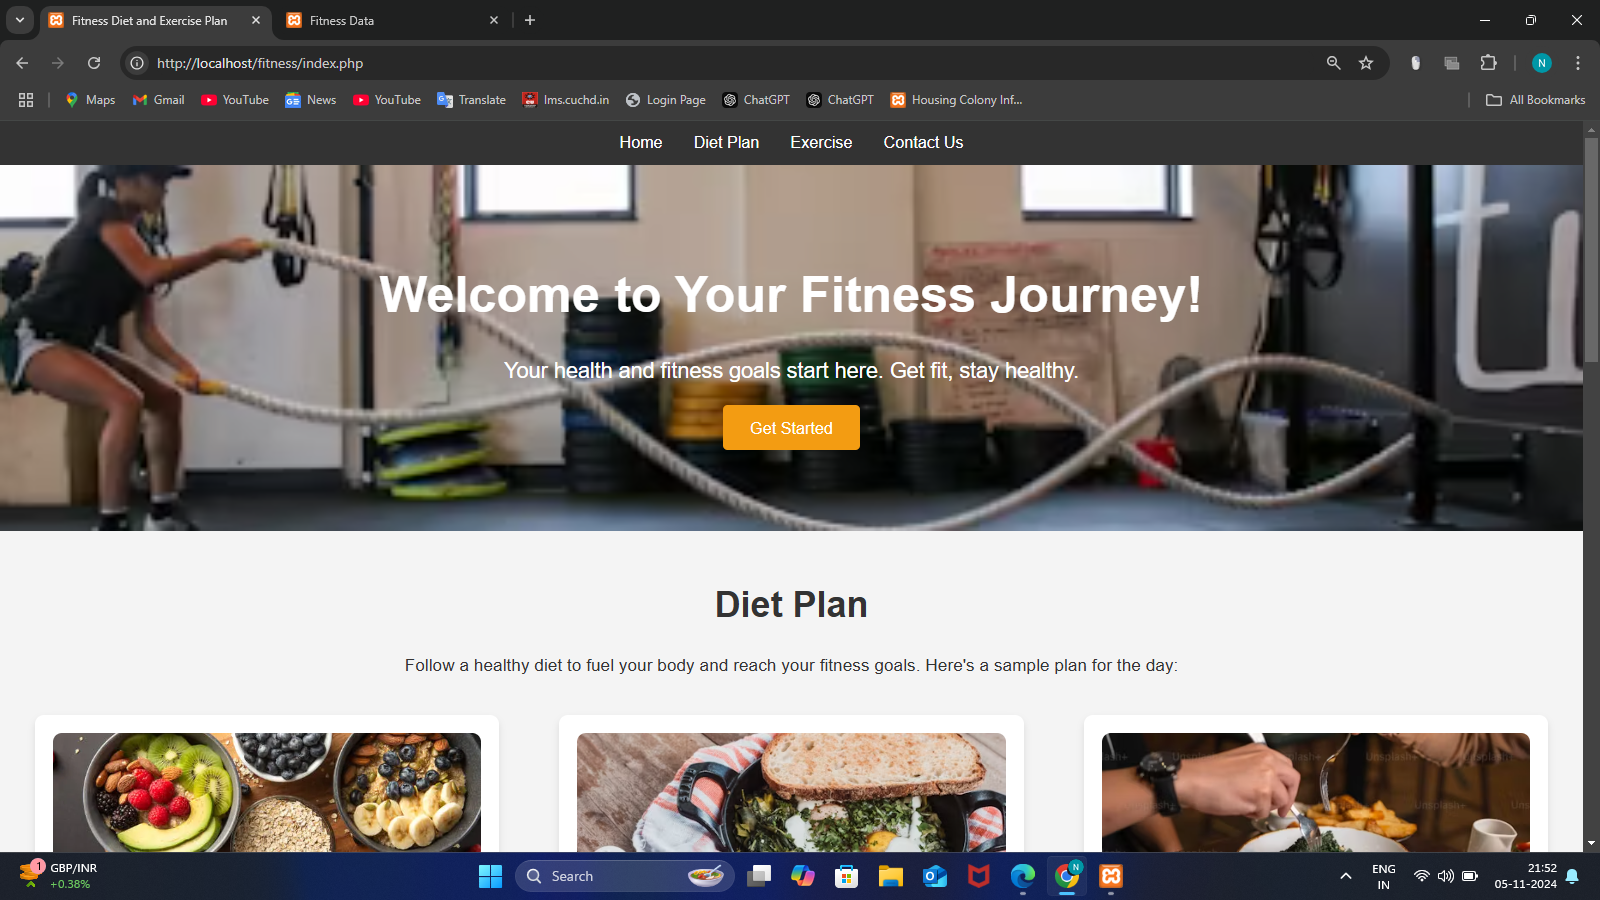 Fitness Diet and Exercise Plan
Fitness Data
http://localhost/fitness/index.php
N
Maps
Gmail
YouTube
News
YouTube
Translate
lms.cuchd.in
Login Page
ChatGPT
ChatGPT
Housing Colony Inf...
All Bookmarks
Home
Diet Plan
Exercise
Contact Us
Welcome to Your Fitness Journey!
Your health and fitness goals start here. Get fit, stay healthy.
Get Started
Diet Plan
Follow a healthy diet to fuel your body and reach your fitness goals. Here's a sample plan for the day:
Unsplash+
Unsplash+
1
GBP/INR
+0.38%
Search
N
ENG
IN
21:52
05-11-2024